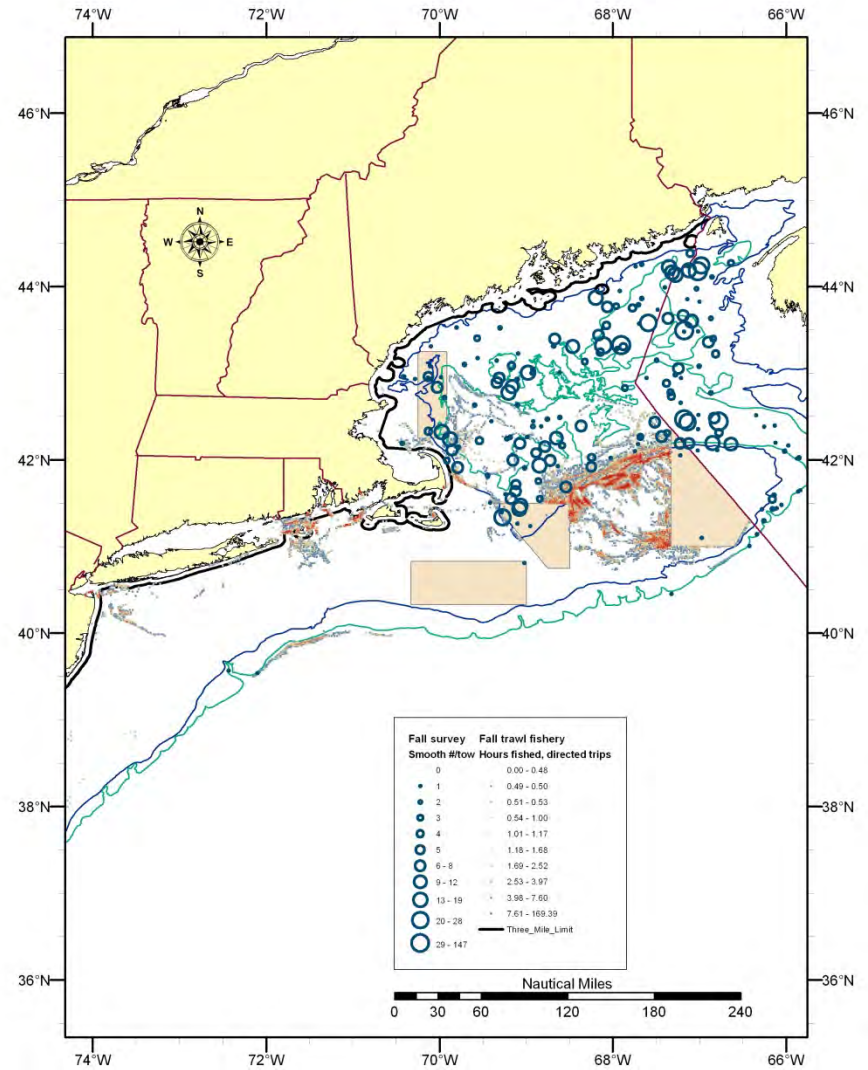 74°W 72°W 70°W 68°W 66°W
46°N 46°N
N
W E
S
44°N 44°N
42°N 42°N
40°N 40°N
Fall survey Fall trawl fishery
Smooth #/tow Hours fished, directed trips
0 0.00 - 0.48
1 0.49 - 0.50
2 0.51 - 0.53
3 0.54 - 1.00
4 1.01 - 1.17
5 1.18 - 1.68
6 - 8 1.69 - 2.52
9 - 12 2.53 - 3.97
13 - 19 3.98 - 7.60
20 - 28 7.61 - 169.39
29 - 147 Three_Mile_Limit
38°N 38°N
36°N 36°N
Nautical Miles
0 30 60 120 180 240
74°W 72°W 70°W 68°W 66°W